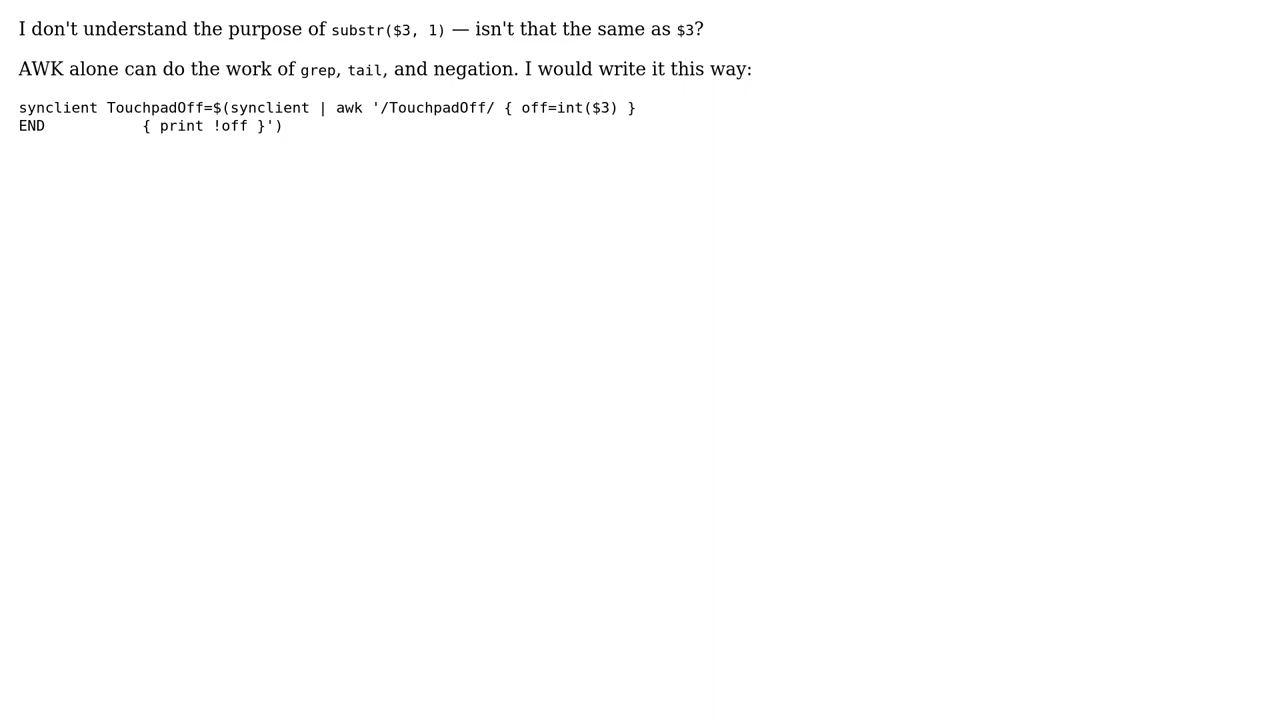 I don't understand the purpose of substr($3, 1) — isn't that the same as $3?
AWK alone can do the work of grep, tail, and negation. I would write it this way:
synclient TouchpadOff=$(synclient | awk '/TouchpadOff/ { off=int($3) }
END           { print !off }')